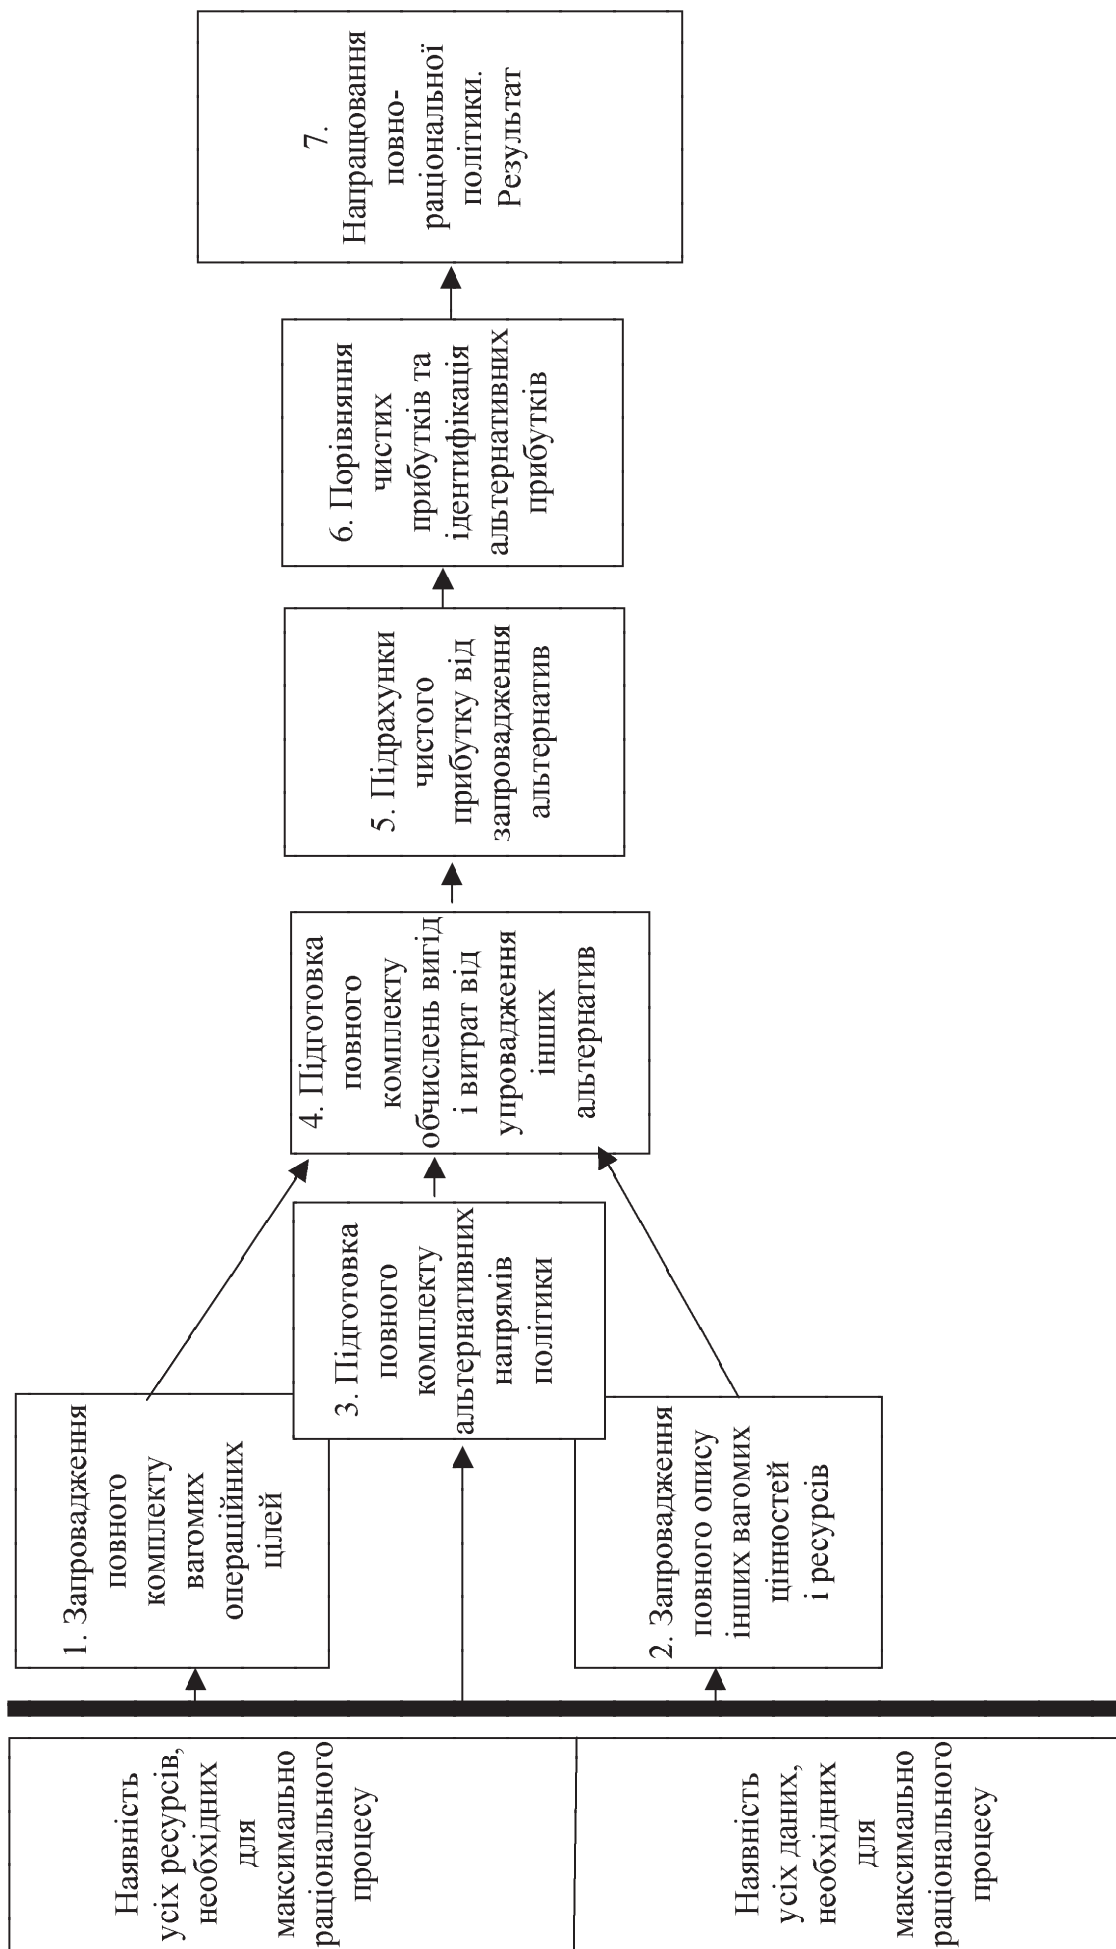 Наявність
усіх ресурсів,
необхідних
для
максимально
раціонального
процесу
Наявність
усіх даних,
необхідних
для
максимально
раціонального
процесу
1. Запровадження
повного
комплекту
вагомих
операційних
цілей
2. Запровадження
повного опису
інших вагомих
цінностей
і ресурсів
3. Підготовка
повного
комплекту
альтернативних
напрямів
політики
4. Підготовка
повного
комплекту
обчислень вигід
і витрат від
упровадження
інших
альтернатив
5. Підрахунки
чистого
прибутку від
запровадження
альтернатив
6. Порівняння
чистих
прибутків та
ідентифікація
альтернативних
прибутків
7.
Напрацювання
повно-
раціональної
політики.
Результат